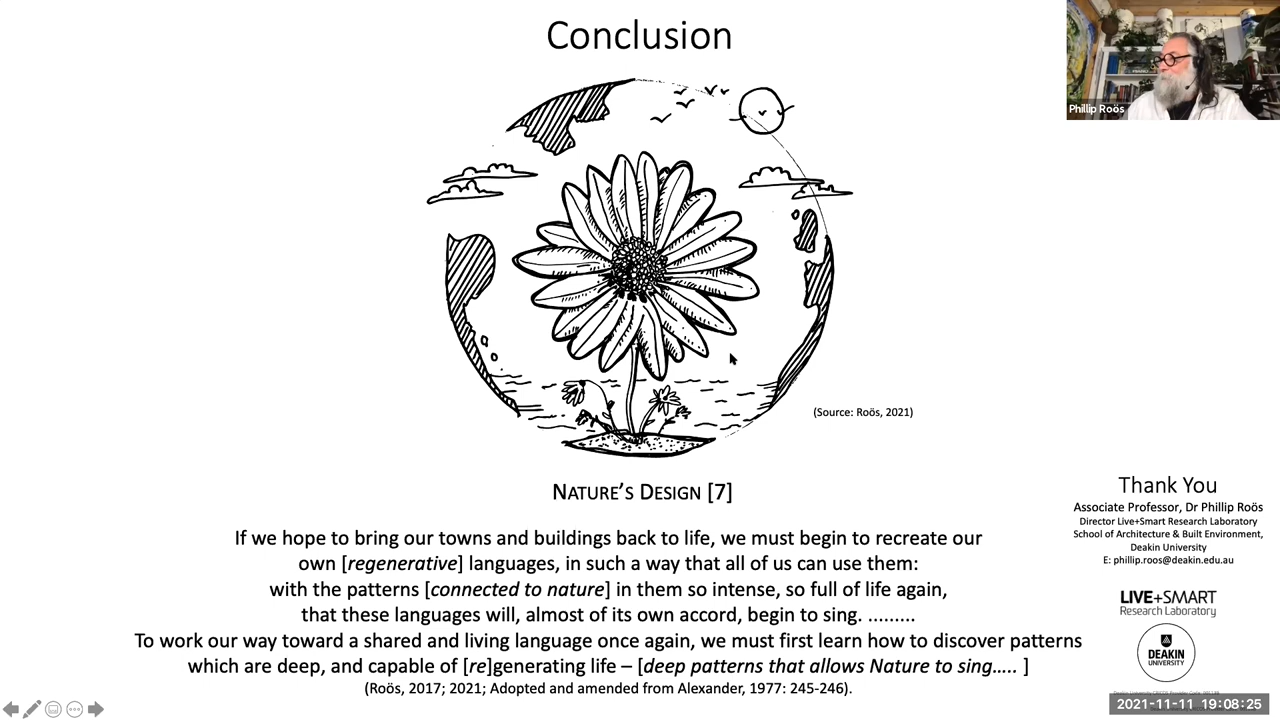 Conclusion
Phillip Roös
(Source: Roös, 2021)
NATURE'S DESIGN [7]
If we hope to bring our towns and buildings back to life, we must begin to recreate our
own [regenerative] languages, in such a way that all of us can use them:
with the patterns [connected to nature] in them so intense, so full of life again,
that these languages will, almost of its own accord, begin to sing. .........
To work our way toward a shared and living language once again, we must first learn how to discover patterns
which are deep, and capable of [re]generating life – [deep patterns that allows Nature to sing….. ]
(Roös, 2017; 2021; Adopted and amended from Alexander, 1977: 245-246).
Thank You
Associate Professor, Dr Phillip Roös
Director Live+Smart Research Laboratory
School of Architecture & Built Environment,
Deakin University
E: phillip.roos@deakin.edu.au
LIVE+SMART
Research Laboratory
DEAKIN
UNIVERSITY
2021-11-11 19:08:25